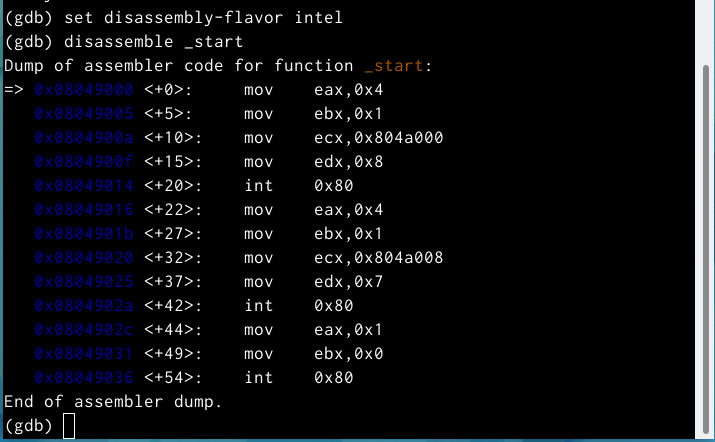 (gdb) set disassembly-flavor intel
(gdb) disassemble _start
Dump of assembler code for function _start:
=> 0x08049000 <+0>:     mov    eax,0x4
   0x08049005 <+5>:     mov    ebx,0x1
   0x0804900a <+10>:    mov    ecx,0x804a000
   0x0804900f <+15>:    mov    edx,0x8
   0x08049014 <+20>:    int    0x80
   0x08049016 <+22>:    mov    eax,0x4
   0x0804901b <+27>:    mov    ebx,0x1
   0x08049020 <+32>:    mov    ecx,0x804a008
   0x08049025 <+37>:    mov    edx,0x7
   0x0804902a <+42>:    int    0x80
   0x0804902c <+44>:    mov    eax,0x1
   0x08049031 <+49>:    mov    ebx,0x0
   0x08049036 <+54>:    int    0x80
End of assembler dump.
(gdb)